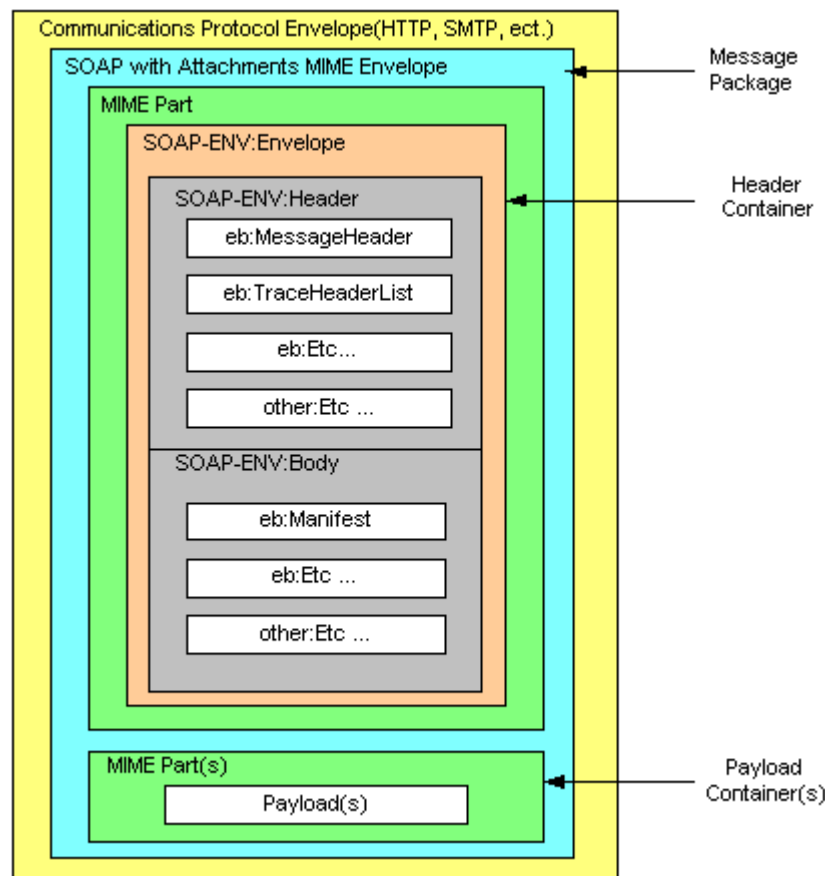 Communications Protocol Envelope(HTTP, SMTP, ect.)
SOAP with Attachments MIME Envelope
Message
Package
MIME Part
SOAP-ENV:Envelope
Header
Container
SOAP-ENV:Header
eb:MessageHeader
eb:TraceHeaderList
eb:Etc...
other:Etc ...
SOAP-ENV:Body
eb:Manifest
eb:Etc ...
other:Etc ...
MIME Part(s)
Payload(s)
Payload
Container(s)